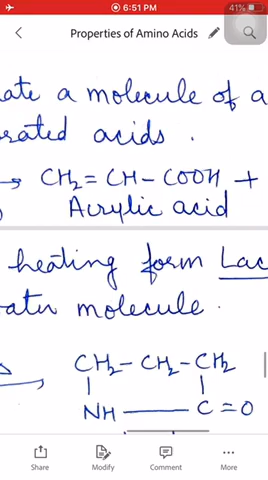 6:51 PM
41%
Properties of Amino Acids
ate a molecule of a
rated acids.
→ CH₂ = CH - COOH +
Acrylic acid
heating form Lac
ater molecule.
CH₂ - CH₂ - CH₂
| |
NH ——— C = O
Share Modify Comment More